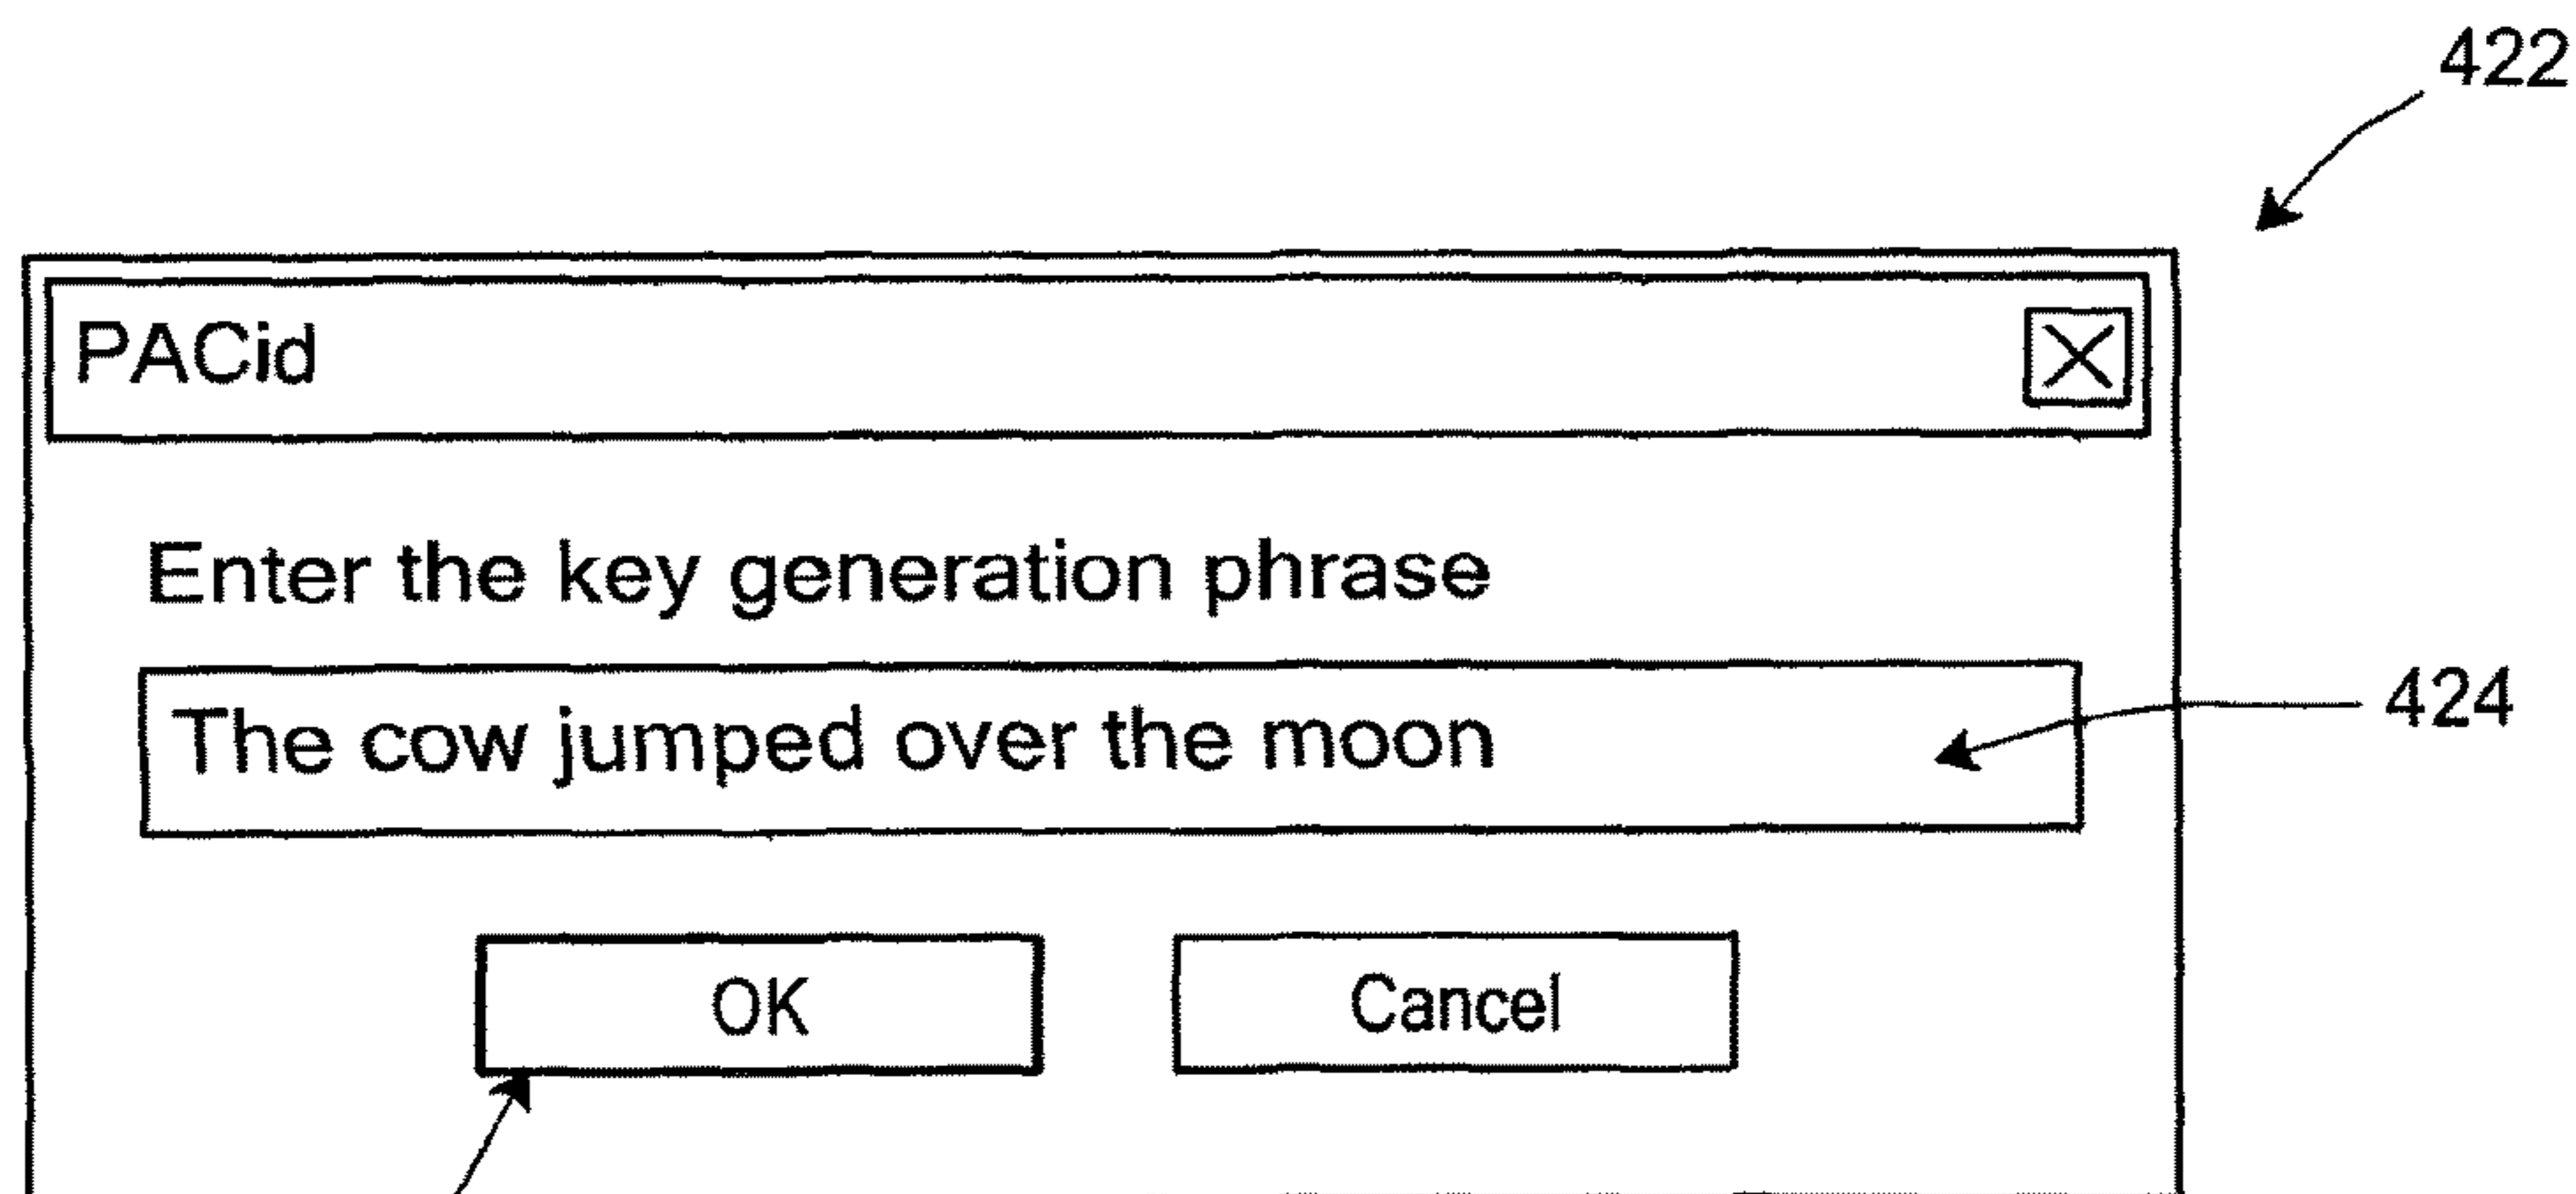 422
PACid
Enter the key generation phrase
The cow jumped over the moon
424
OK
Cancel